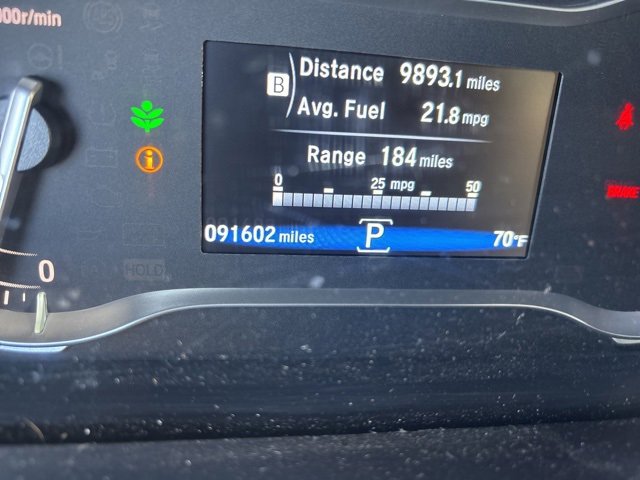 000r/min
B Distance 9893.1 miles
Avg. Fuel 21.8 mpg
Range 184 miles
0 25 mpg 50
091602 miles P 70°F
BRAKE
HOLD
0